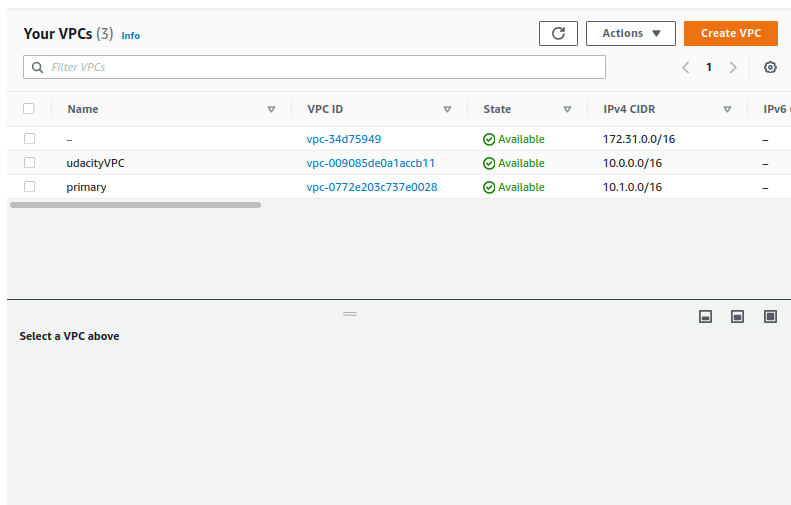 Your VPCs (3) Info
Actions
Create VPC
Filter VPCs
1
Name VPC ID State IPv4 CIDR IPv6
– vpc-34d75949 Available 172.31.0.0/16 –
udacityVPC vpc-009085de0a1accb11 Available 10.0.0.0/16 –
primary vpc-0772e203c737e0028 Available 10.1.0.0/16 –
Select a VPC above